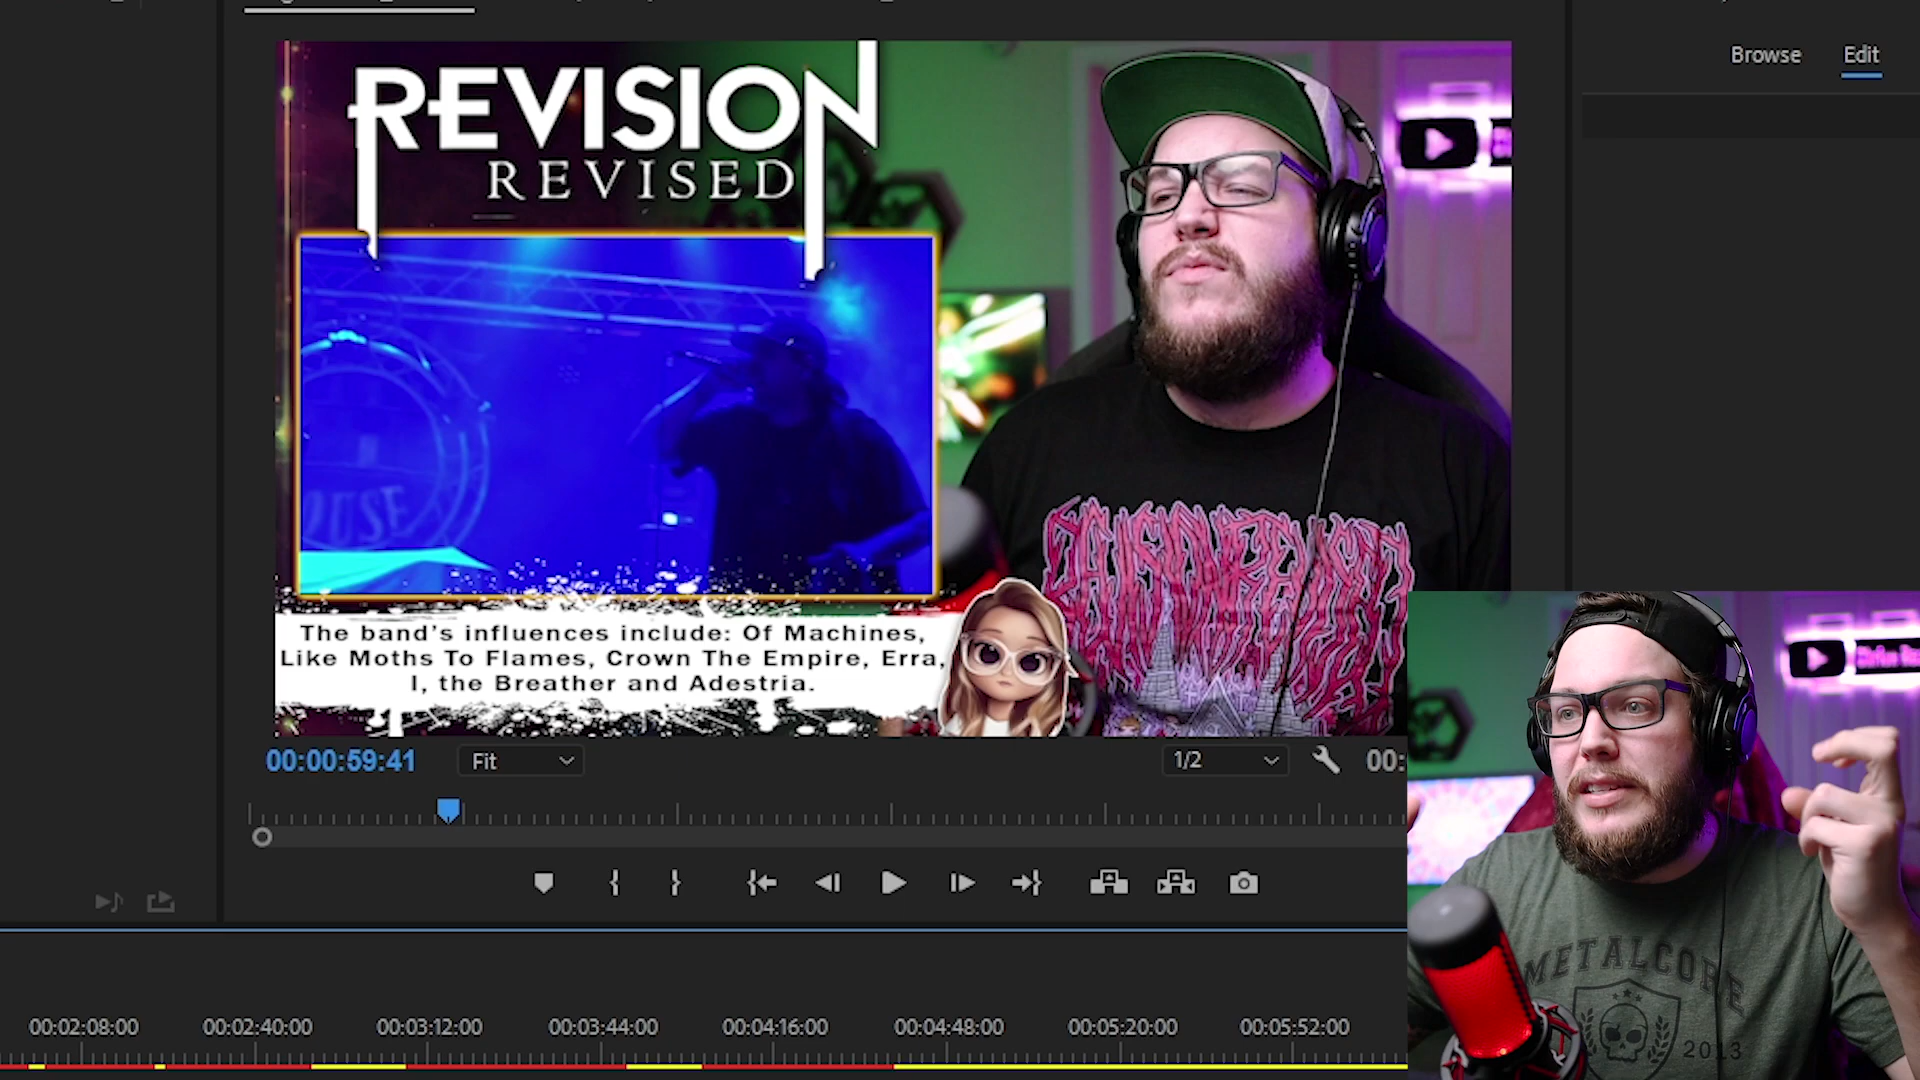 Browse
Edit
REVISION
REVISED
OUSE
The band's influences include: Of Machines,
Like Moths To Flames, Crown The Empire, Erra,
I, the Breather and Adestria.
00:00:59:41
Fit
1/2
00:
METALCORE
2013
00:02:08:00
00:02:40:00
00:03:12:00
00:03:44:00
00:04:16:00
00:04:48:00
00:05:20:00
00:05:52:00